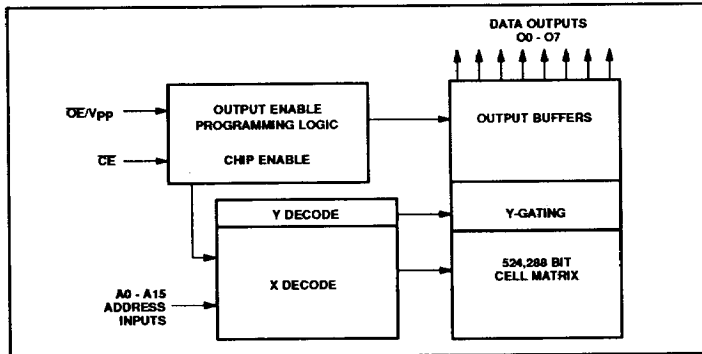 DATA OUTPUTS
O0 - O7
OE/Vpp
CE
OUTPUT ENABLE
PROGRAMMING LOGIC
CHIP ENABLE
OUTPUT BUFFERS
Y DECODE
Y-GATING
X DECODE
524,288 BIT
CELL MATRIX
A0 - A15
ADDRESS
INPUTS